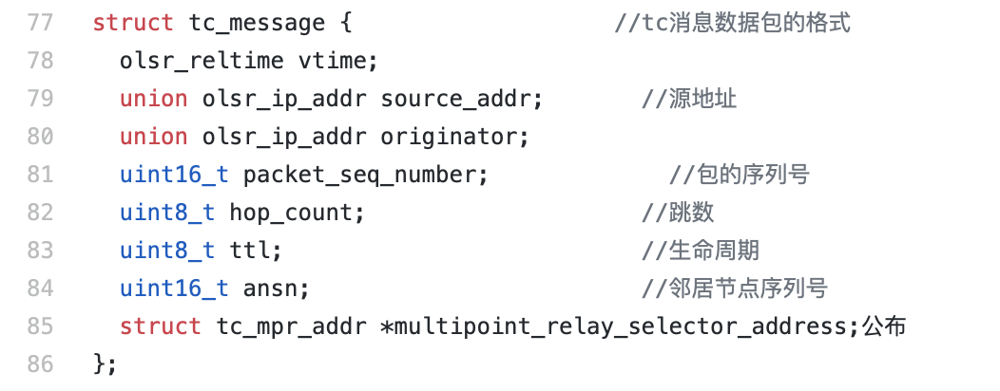 77 struct tc_message { //tc消息数据包的格式
78 olsr_reltime vtime;
79 union olsr_ip_addr source_addr; //源地址
80 union olsr_ip_addr originator;
81 uint16_t packet_seq_number; //包的序列号
82 uint8_t hop_count; //跳数
83 uint8_t ttl; //生命周期
84 uint16_t ansn; //邻居节点序列号
85 struct tc_mpr_addr *multipoint_relay_selector_address;公布
86 };